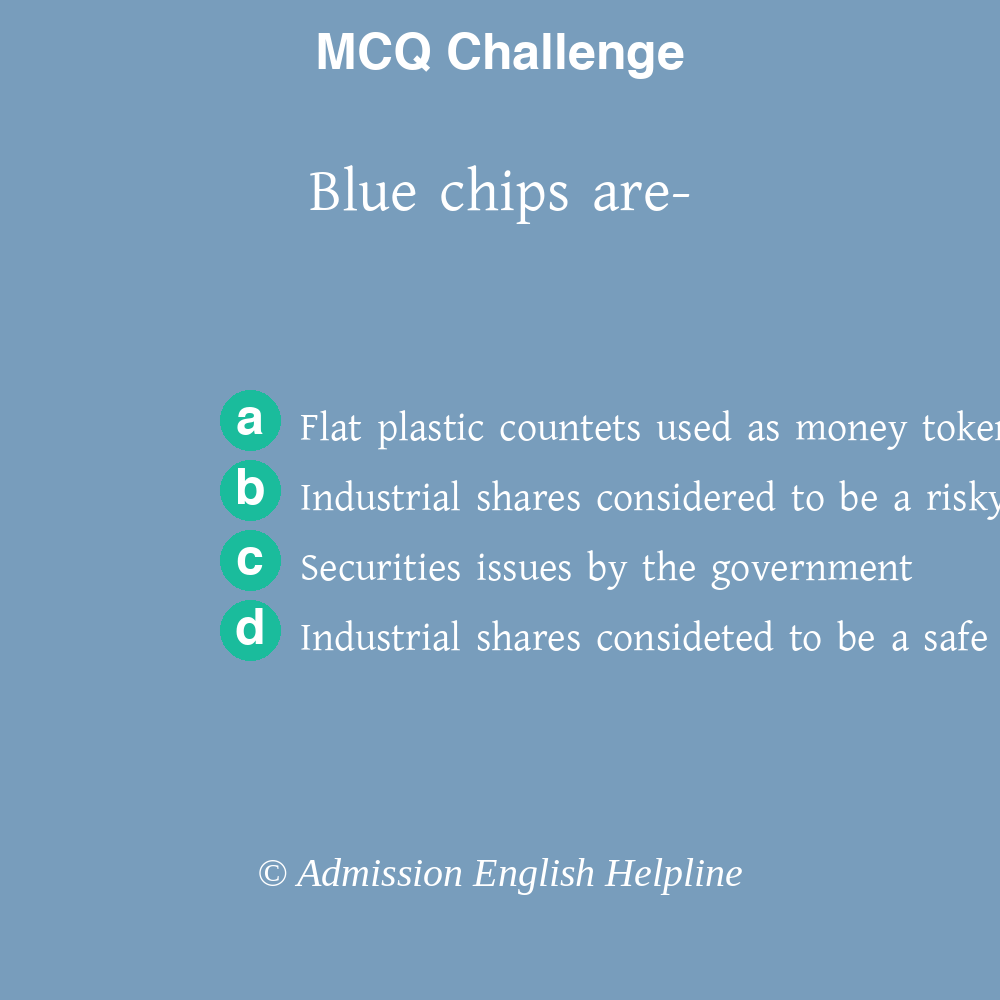 MCQ Challenge
Blue chips are-
a Flat plastic countets used as money
b Industrial shares considered to be a risky
c Securities issues by the government
d Industrial shares consideted to be a safe
© Admission English Helpline